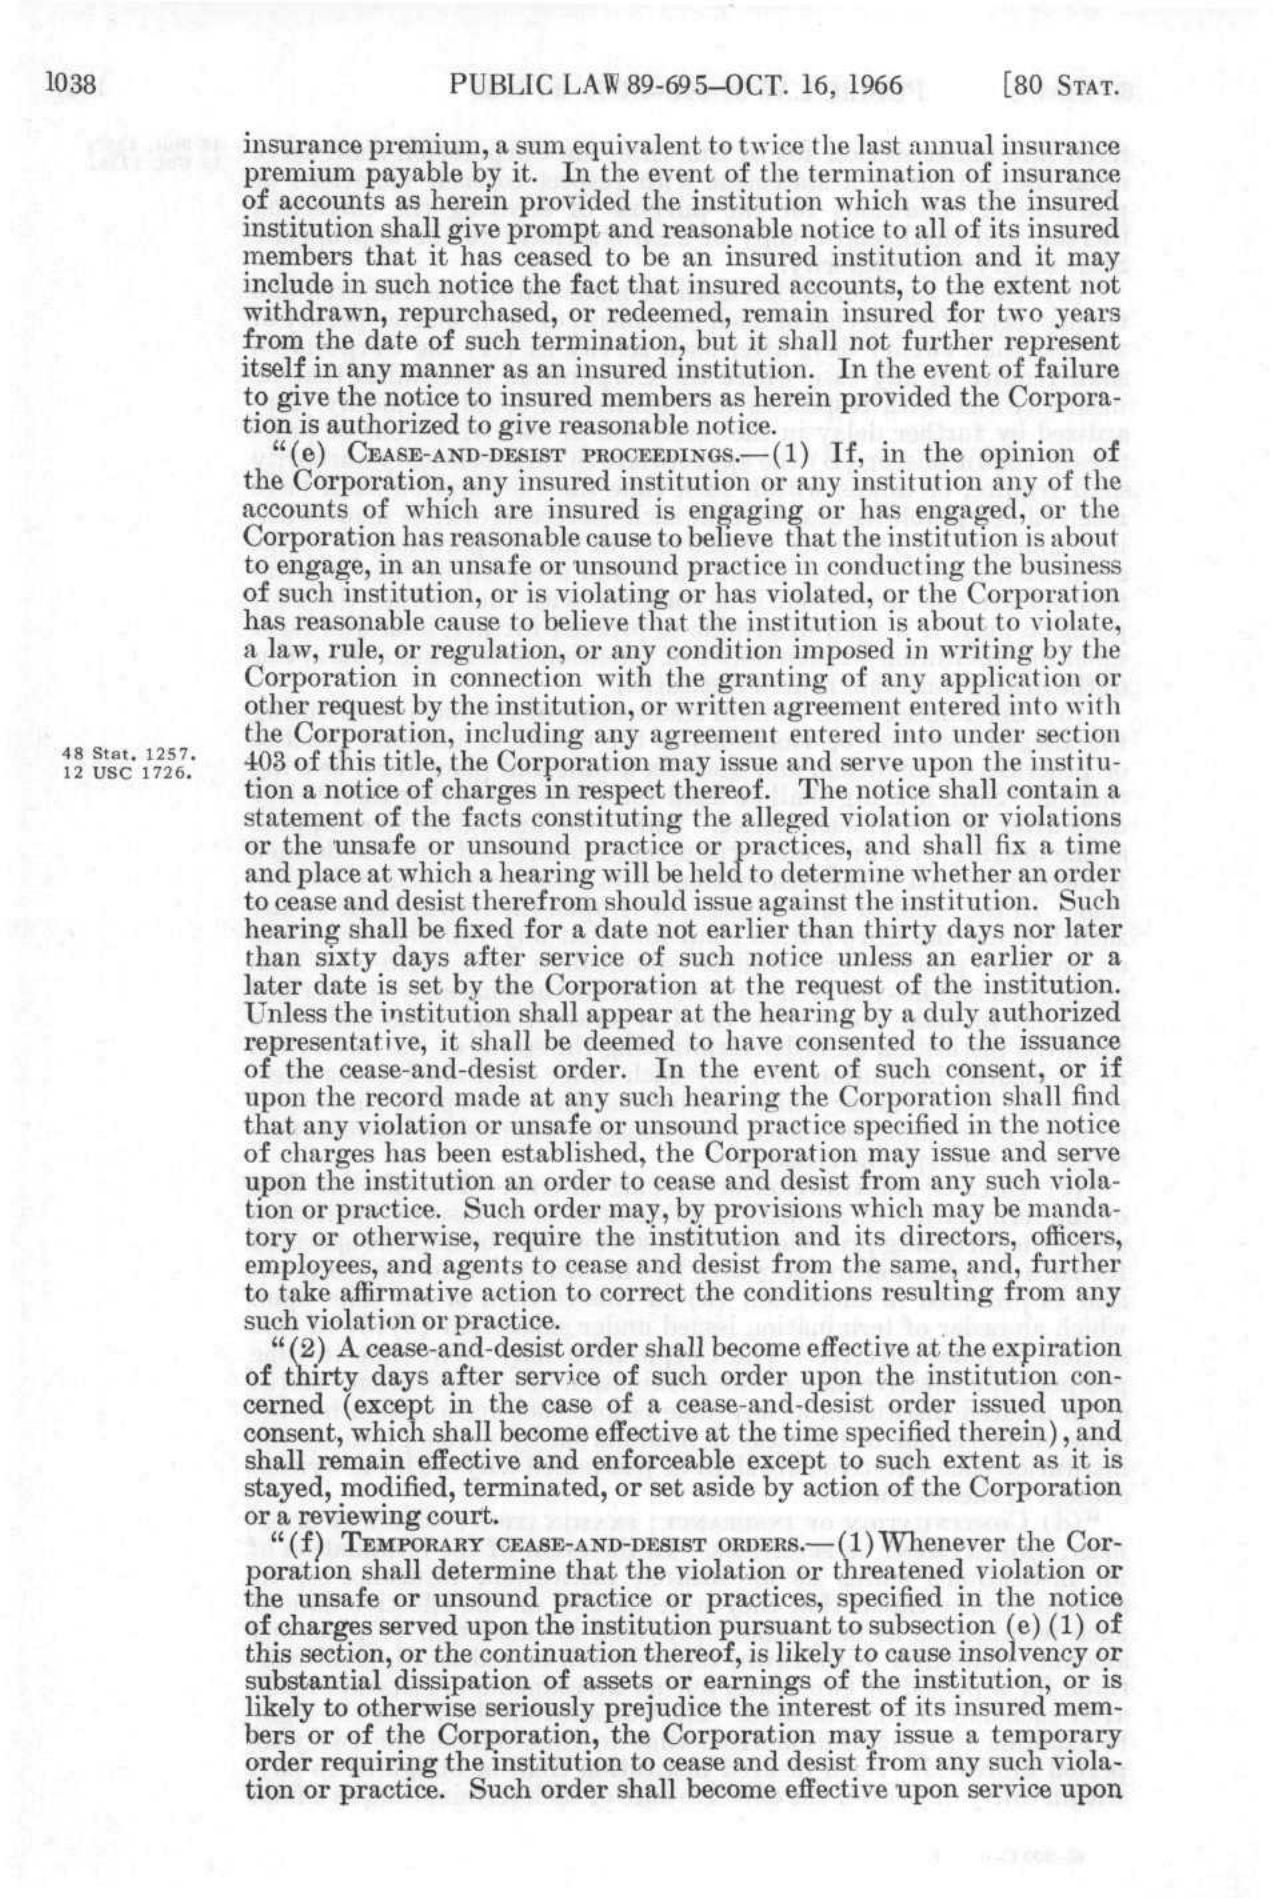 1038
PUBLIC LAW 89-695—OCT. 16, 1966
[80 STAT.
insurance premium, a sum equivalent to twice the last annual insurance
premium payable by it. In the event of the termination of insurance
of accounts as herein provided the institution which was the insured
institution shall give prompt and reasonable notice to all of its insured
members that it has ceased to be an insured institution and it may
include in such notice the fact that insured accounts, to the extent not
withdrawn, repurchased, or redeemed, remain insured for two years
from the date of such termination, but it shall not further represent
itself in any manner as an insured institution. In the event of failure
to give the notice to insured members as herein provided the Corpora-
tion is authorized to give reasonable notice.
"(e) CEASE-AND-DESIST PROCEEDINGS.—(1) If, in the opinion of
the Corporation, any insured institution or any institution any of the
accounts of which are insured is engaging or has engaged, or the
Corporation has reasonable cause to believe that the institution is about
to engage, in an unsafe or unsound practice in conducting the business
of such institution, or is violating or has violated, or the Corporation
has reasonable cause to believe that the institution is about to violate,
a law, rule, or regulation, or any condition imposed in writing by the
Corporation in connection with the granting of any application or
other request by the institution, or written agreement entered into with
the Corporation, including any agreement entered into under section
48 Stat. 1257.
12 USC 1726.
403 of this title, the Corporation may issue and serve upon the institu-
tion a notice of charges in respect thereof. The notice shall contain a
statement of the facts constituting the alleged violation or violations
or the unsafe or unsound practice or practices, and shall fix a time
and place at which a hearing will be held to determine whether an order
to cease and desist therefrom should issue against the institution. Such
hearing shall be fixed for a date not earlier than thirty days nor later
than sixty days after service of such notice unless an earlier or a
later date is set by the Corporation at the request of the institution.
Unless the institution shall appear at the hearing by a duly authorized
representative, it shall be deemed to have consented to the issuance
of the cease-and-desist order. In the event of such consent, or if
upon the record made at any such hearing the Corporation shall find
that any violation or unsafe or unsound practice specified in the notice
of charges has been established, the Corporation may issue and serve
upon the institution an order to cease and desist from any such viola-
tion or practice. Such order may, by provisions which may be manda-
tory or otherwise, require the institution and its directors, officers,
employees, and agents to cease and desist from the same, and, further
to take affirmative action to correct the conditions resulting from any
such violation or practice.
"(2) A cease-and-desist order shall become effective at the expiration
of thirty days after service of such order upon the institution con-
cerned (except in the case of a cease-and-desist order issued upon
consent, which shall become effective at the time specified therein), and
shall remain effective and enforceable except to such extent as it is
stayed, modified, terminated, or set aside by action of the Corporation
or a reviewing court.
"(f) TEMPORARY CEASE-AND-DESIST ORDERS.—(1) Whenever the Cor-
poration shall determine that the violation or threatened violation or
the unsafe or unsound practice or practices, specified in the notice
of charges served upon the institution pursuant to subsection (e) (1) of
this section, or the continuation thereof, is likely to cause insolvency or
substantial dissipation of assets or earnings of the institution, or is
likely to otherwise seriously prejudice the interest of its insured mem-
bers or of the Corporation, the Corporation may issue a temporary
order requiring the institution to cease and desist from any such viola-
tion or practice. Such order shall become effective upon service upon